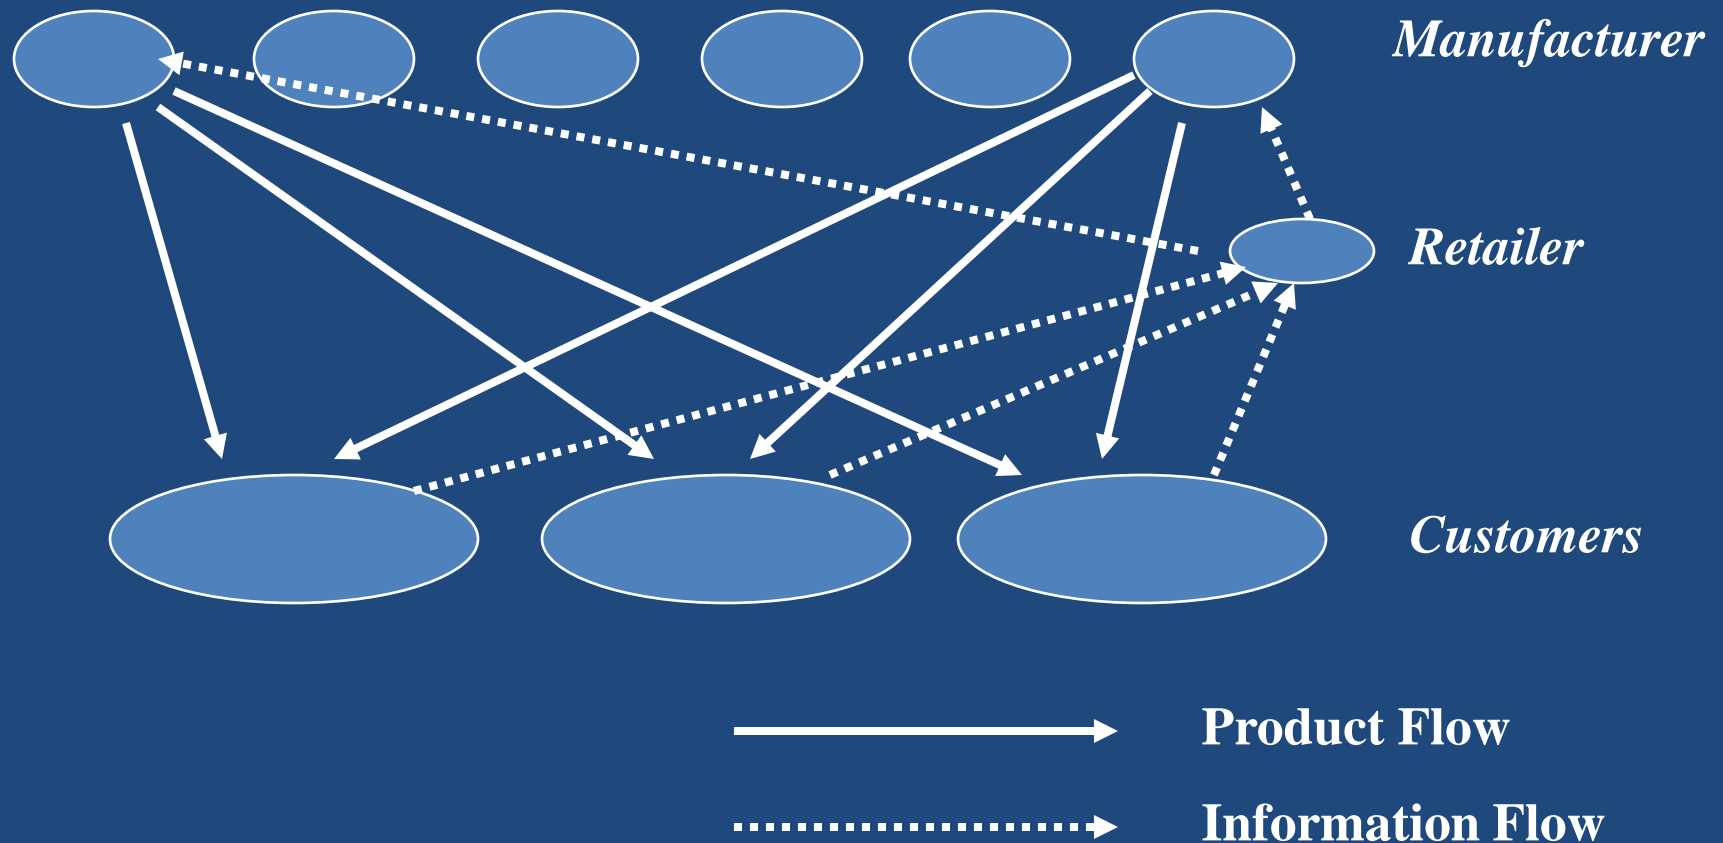 Manufacturer
Retailer
Customers
Product Flow
Information Flow